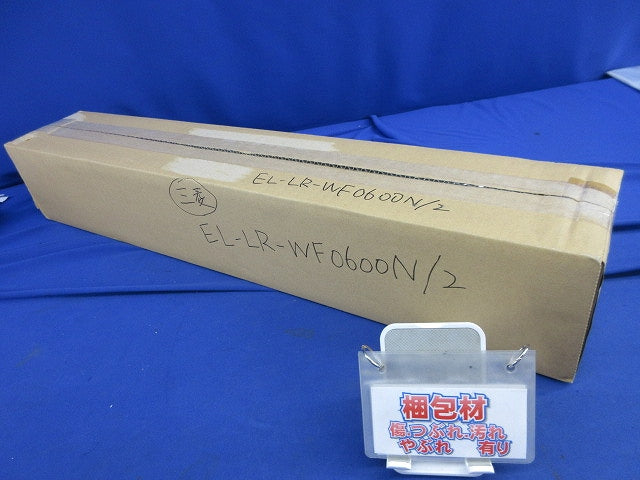 EL-LR-WF0600N/2
三菱
EL-LR-WF0600N/2
梱包材
傷・つぶれ・汚れ
やぶれ 有り